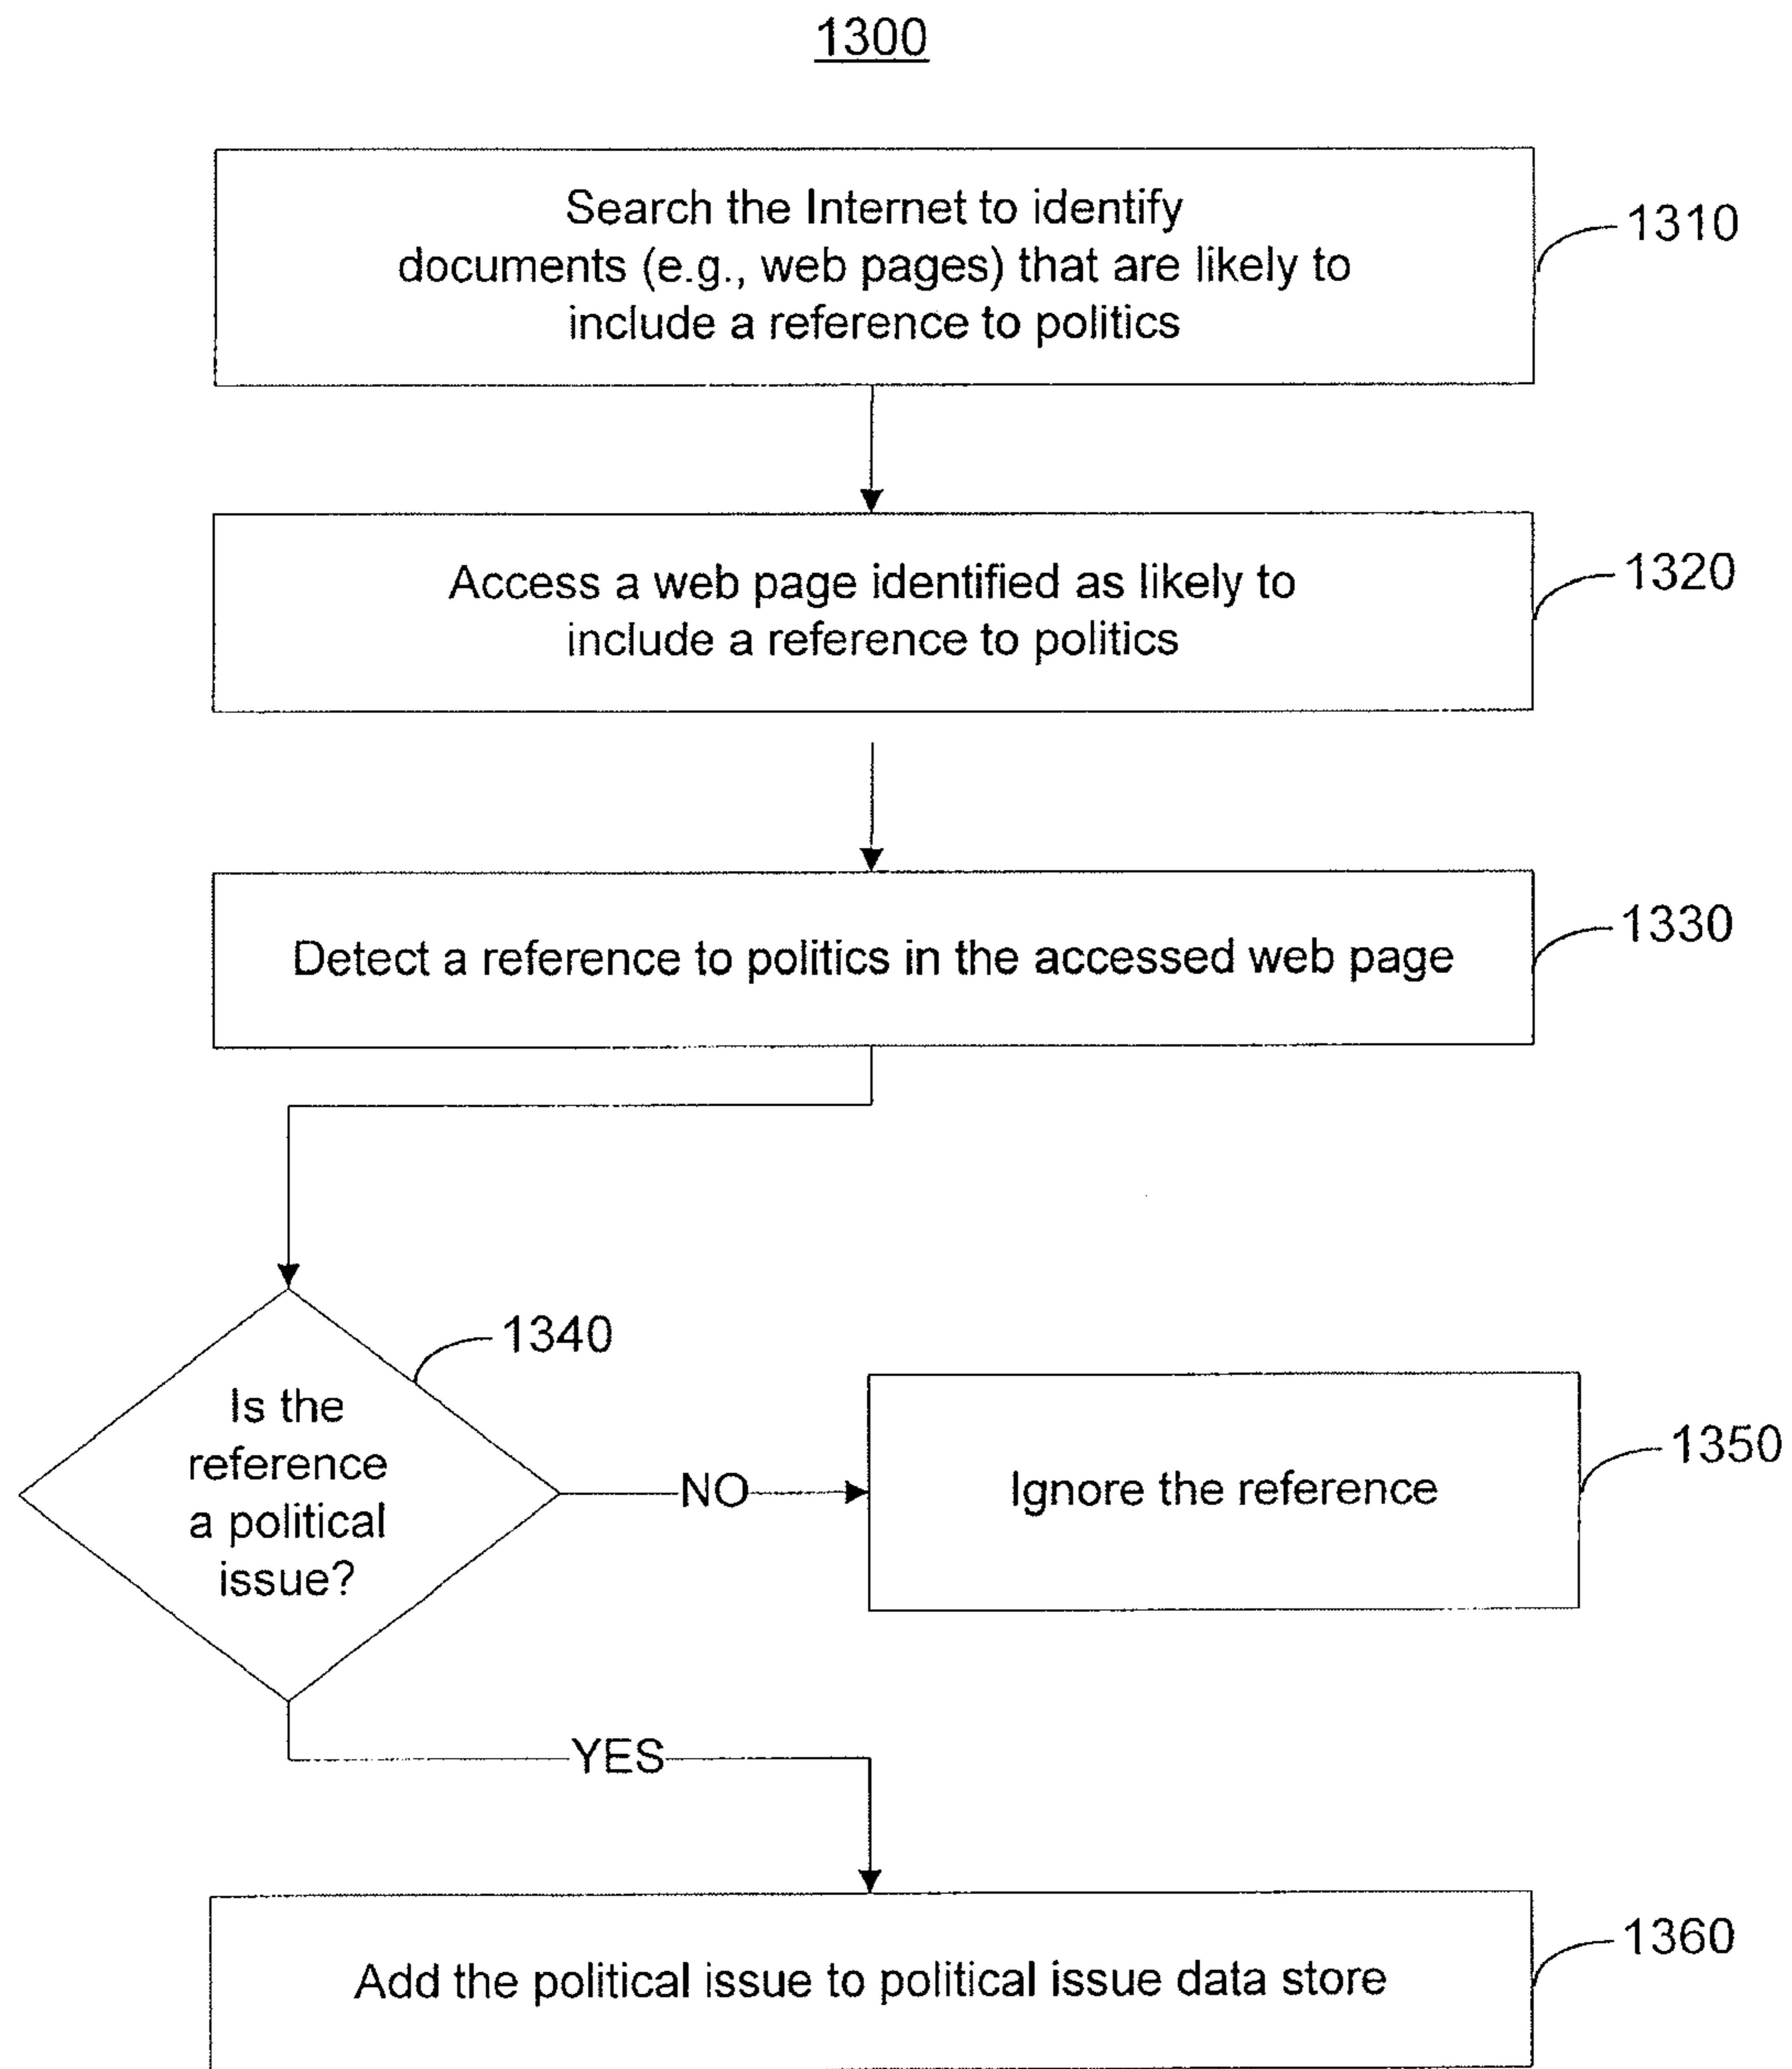 1300
Search the Internet to identify
documents (e.g., web pages) that are likely to
include a reference to politics
1310
Access a web page identified as likely to
include a reference to politics
1320
Detect a reference to politics in the accessed web page
1330
1340
Is the
reference
a political
issue?
NO
Ignore the reference
1350
YES
Add the political issue to political issue data store
1360